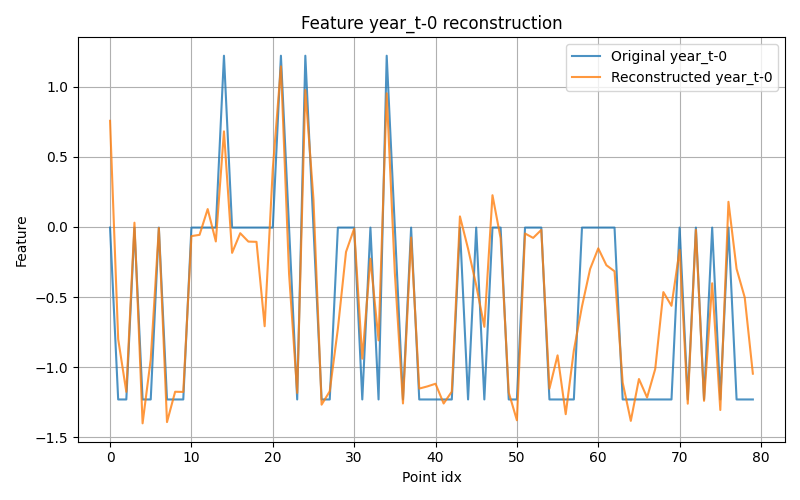 Feature year_t-0 reconstruction
Original year_t-0
Reconstructed year_t-0
Feature
1.0
0.5
0.0
−0.5
−1.0
−1.5
0 10 20 30 40 50 60 70 80
Point idx